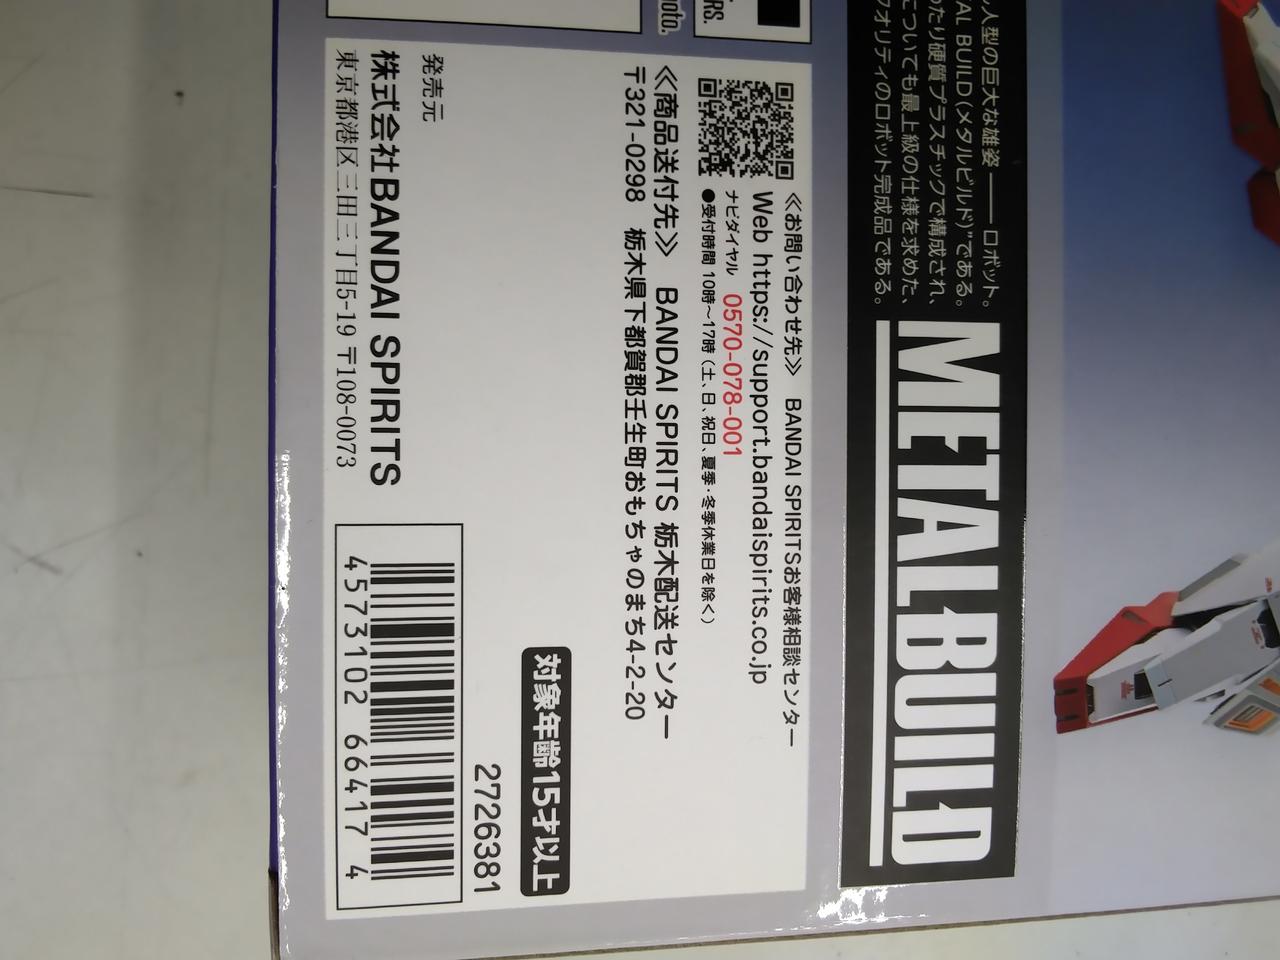 人型の巨大な雄姿――ロボット。
AL BUILD(メタルビルド)"である。
たり硬質プラスチックで構成され、
についても最上級の仕様を求めた、
クオリティのロボット完成品である。
METAL BUILD
RS.
oto.
≪お問い合わせ先≫ BANDAI SPIRITSお客様相談センター
Web https://support.bandaispirits.co.jp
ナビダイヤル 0570-078-001
●受付時間 10時〜17時(土、日、祝日、夏季・冬季休業日を除く)
≪商品送付先≫ BANDAI SPIRITS 栃木配送センター
〒321-0298 栃木県下都賀郡壬生町おもちゃのまち4-2-20
対象年齢15才以上
2726381
発売元
株式会社BANDAI SPIRITS
東京都港区三田三丁目5-19 〒108-0073
4573102 66417 4